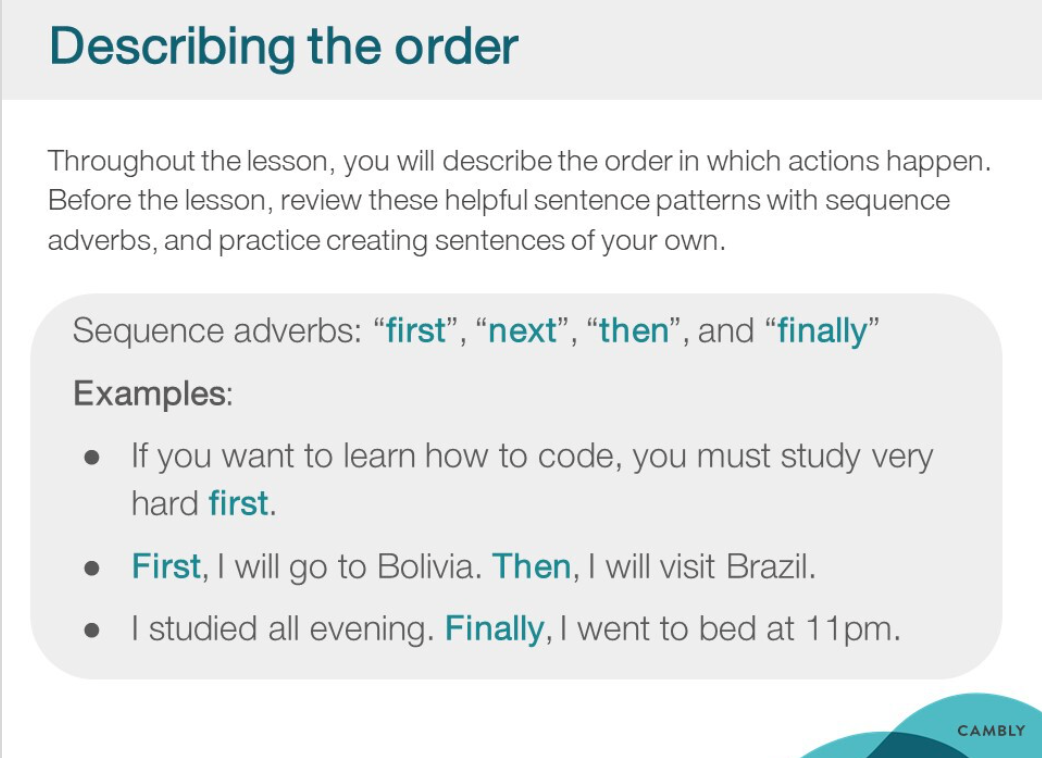 Describing the order
Throughout the lesson, you will describe the order in which actions happen.
Before the lesson, review these helpful sentence patterns with sequence
adverbs, and practice creating sentences of your own.
Sequence adverbs: “first”, “next”, “then”, and “finally”
Examples:
● If you want to learn how to code, you must study very
hard first.
● First, I will go to Bolivia. Then, I will visit Brazil.
● I studied all evening. Finally, I went to bed at 11pm.
CAMBLY